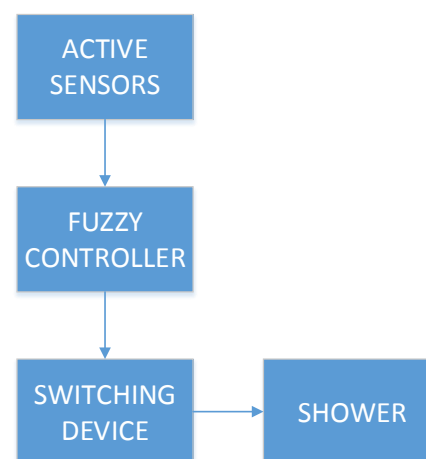 ACTIVE
SENSORS
FUZZY
CONTROLLER
SWITCHING
DEVICE
SHOWER